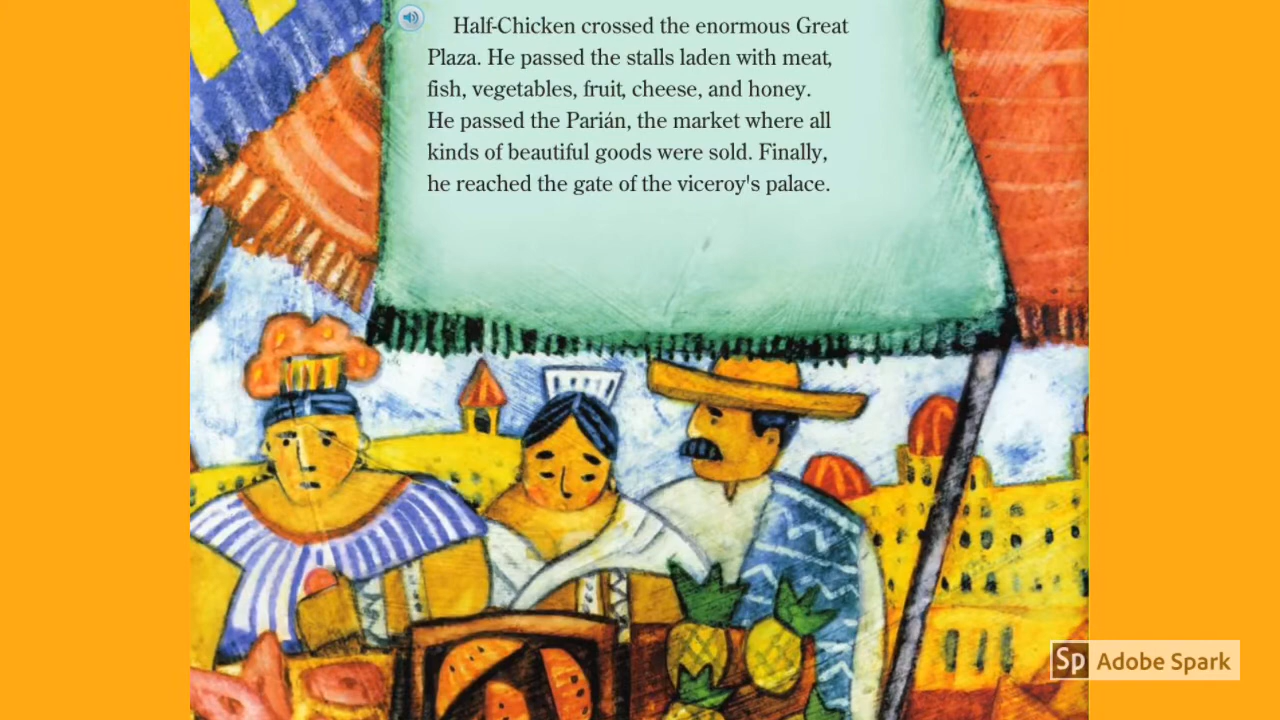 Half-Chicken crossed the enormous Great
Plaza. He passed the stalls laden with meat,
fish, vegetables, fruit, cheese, and honey.
He passed the Parián, the market where all
kinds of beautiful goods were sold. Finally,
he reached the gate of the viceroy's palace.
Sp Adobe Spark